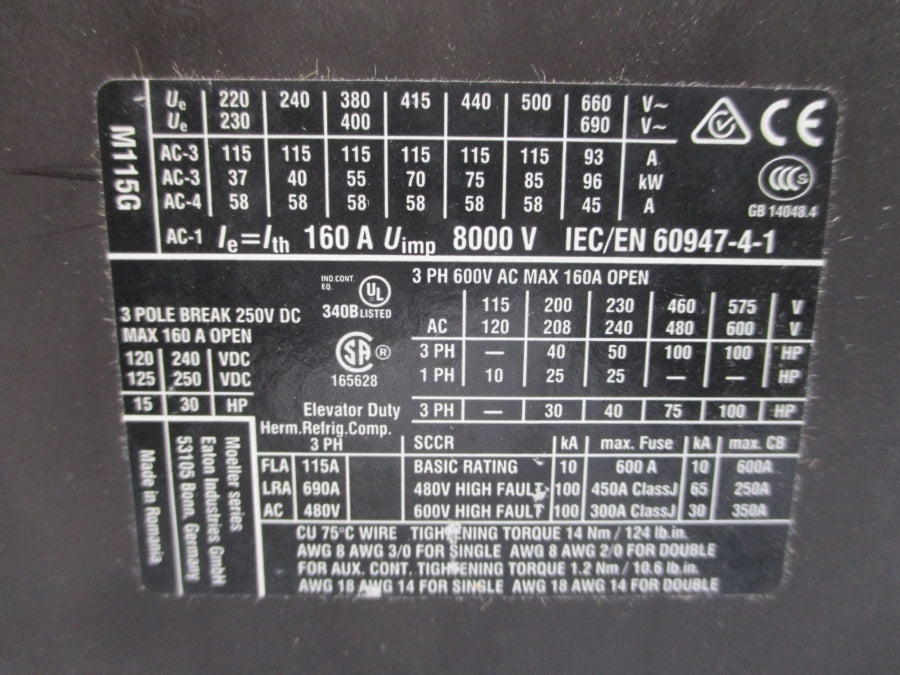 M115G
Ue 220 240 380 415 440 500 660 V~
Ue 230 400 690 V~
AC-3 115 115 115 115 115 115 93 A
AC-3 37 40 55 70 75 85 96 kW
AC-4 58 58 58 58 58 58 45 A
AC-1 Ie=Ith 160 A Uimp 8000 V IEC/EN 60947-4-1
CE
CCC S
GB 14048.4
IND.CONT.
EQ.
UL
340B LISTED
3 PH 600V AC MAX 160A OPEN
3 POLE BREAK 250V DC
MAX 160 A OPEN
120 240 VDC
125 250 VDC
15 30 HP
SA ®
165628
115 200 230 460 575 V
AC 120 208 240 480 600 V
3 PH — 40 50 100 100 HP
1 PH 10 25 25 — — HP
Elevator Duty 3 PH — 30 40 75 100 HP
Herm.Refrig.Comp.
3 PH
FLA 115A
LRA 690A
AC 480V
SCCR kA max. Fuse kA max. CB
BASIC RATING 10 600 A 10 600A
480V HIGH FAULT 100 450A ClassJ 65 250A
600V HIGH FAULT 100 300A ClassJ 30 350A
CU 75°C WIRE TIGHTENING TORQUE 14 Nm / 124 lb.in.
AWG 8 AWG 3/0 FOR SINGLE AWG 8 AWG 2/0 FOR DOUBLE
FOR AUX. CONT. TIGHTENING TORQUE 1.2 Nm / 10.6 lb.in.
AWG 18 AWG 14 FOR SINGLE AWG 18 AWG 14 FOR DOUBLE
Moeller series
Eaton Industries GmbH
53105 Bonn, Germany
Made in Romania